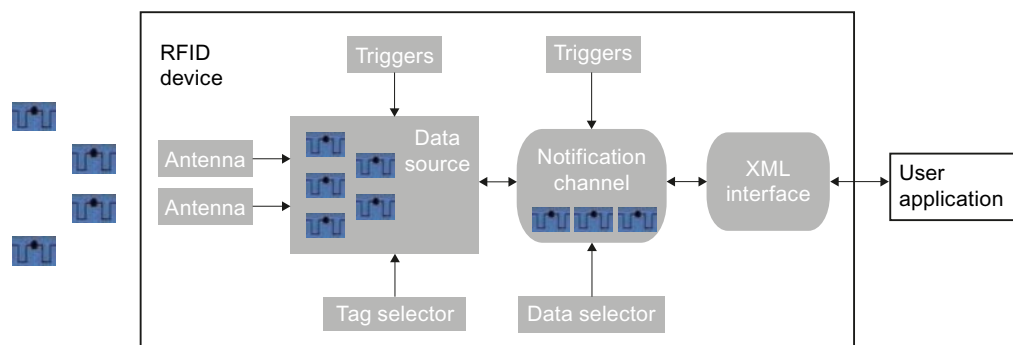 RFID
device
Triggers
Triggers
Antenna
Antenna
Data
source
Notification
channel
XML
interface
User
application
Tag selector
Data selector